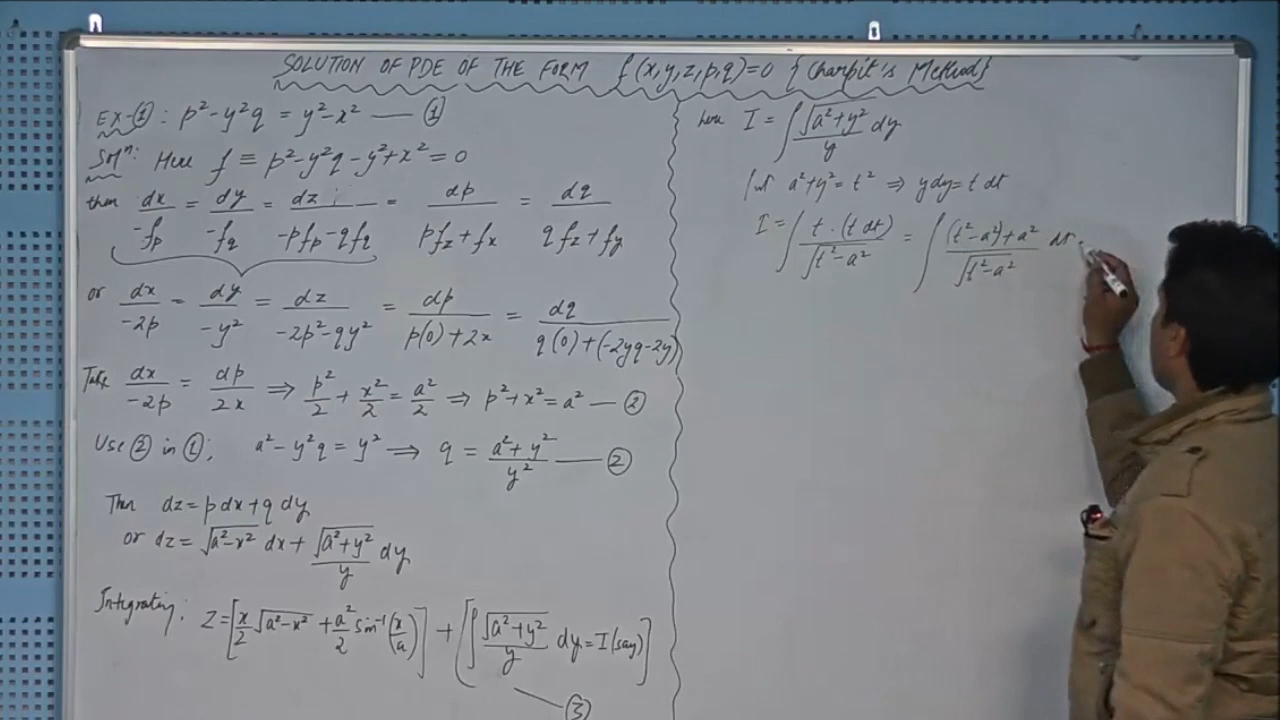 SOLUTION OF PDE OF THE FORM f(x,y,z,p,q)=0 {Charpit's Method}
EX-①: p²-y²q = y²-x² — ①
Solⁿ: Here f ≡ p²-y²q-y²+x²=0
then dx/-fp = dy/-fq = dz/-pfp-qfq = dp/pfz+fx = dq/qfz+fy
or dx/-2p = dy/-y² = dz/-2p²-qy² = dp/p(0)+2x = dq/q(0)+(-2yq-2y)
Take dx/-2p = dp/2x ⇒ p²/2 + x²/2 = a²/2 ⇒ p²+x²=a² — ②
Use ② in ①; a²-y²q = y² ⇒ q = a²+y²/y² — ②
Then dz=pdx+qdy
or dz=√a²-x² dx+ √a²+y²/y dy
Integrating; Z=[x/2 √a²-x² + a²/2 sin⁻¹(x/a)] + [∫√a²+y²/y dy=I(say)]
— ③
here I = ∫√a²+y²/y dy
Put a²+y²=t² ⇒ ydy=t dt
I=∫ t·(t dt)/√t²-a² = ∫ (t²-a²)+a²/√t²-a² dt